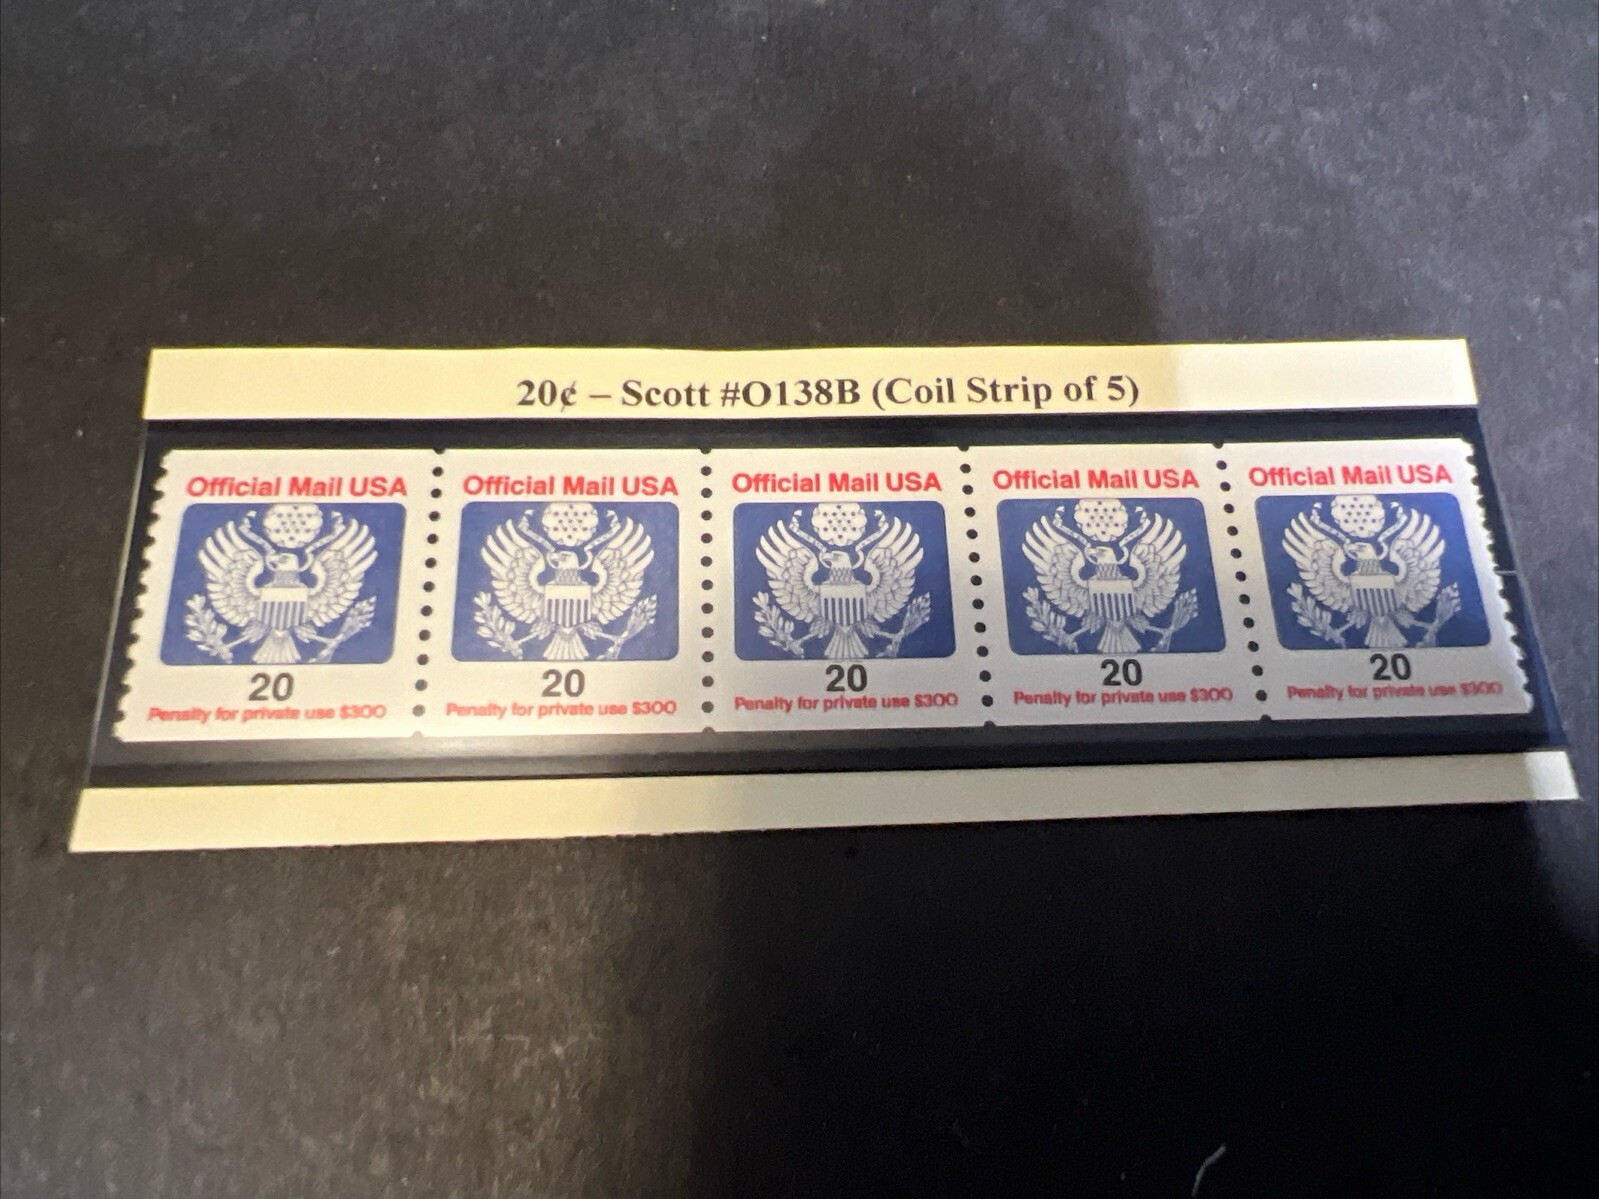 20¢ – Scott #O138B (Coil Strip of 5)
Official Mail USA
20
Penalty for private use $300
Official Mail USA
20
Penalty for private use $300
Official Mail USA
20
Penalty for private use $300
Official Mail USA
20
Penalty for private use $300
Official Mail USA
20
Penalty for private use $300